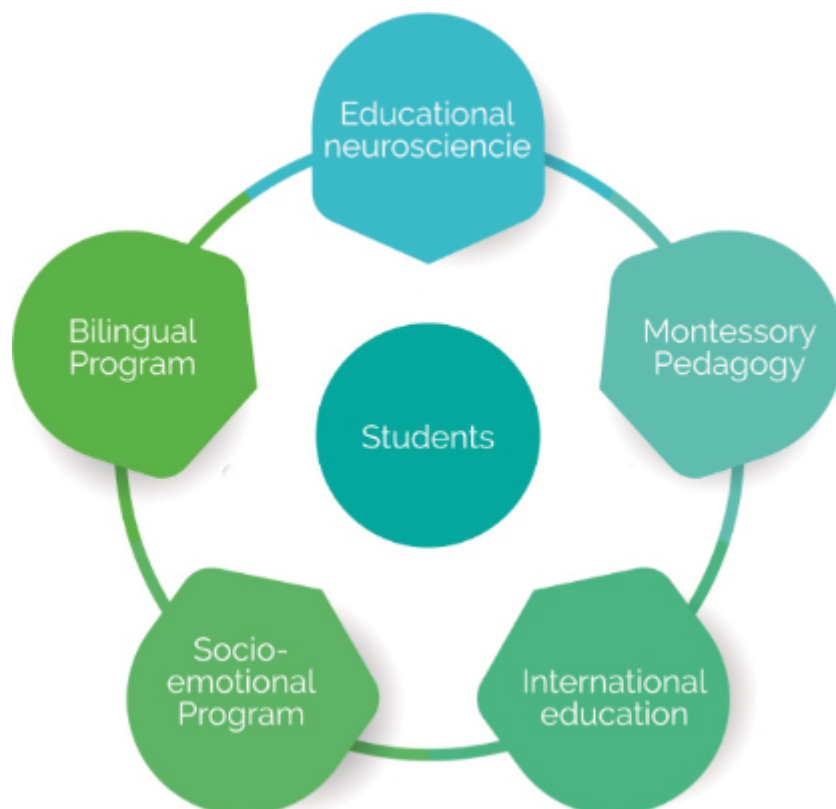 Educational
neurosciencie
Bilingual
Program
Montessory
Pedagogy
Students
Socio-
emotional
Program
International
education